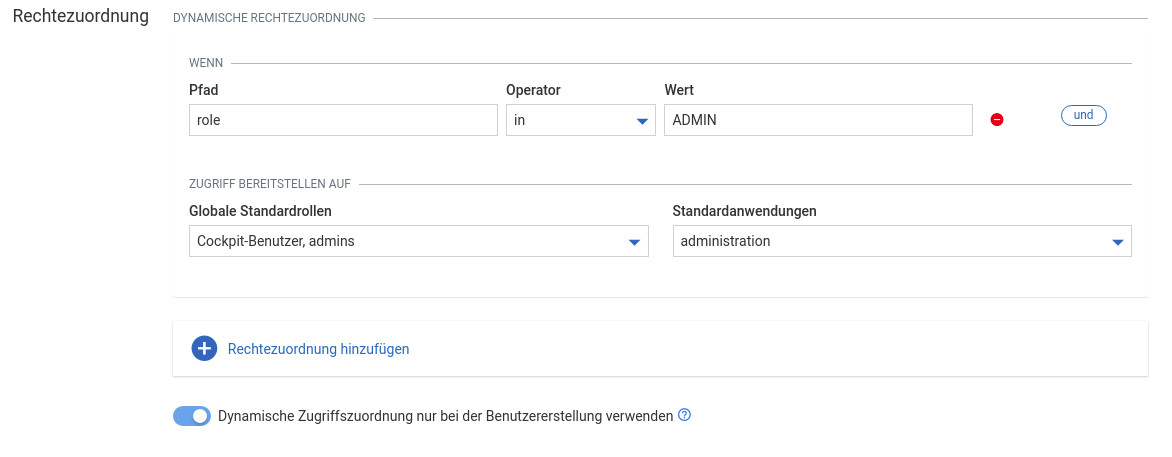 Rechtezuordnung
DYNAMISCHE RECHTEZUORDNUNG
WENN
Pfad Operator Wert
role in ADMIN und
ZUGRIFF BEREITSTELLEN AUF
Globale Standardrollen Standardanwendungen
Cockpit-Benutzer, admins administration
Rechtezuordnung hinzufügen
Dynamische Zugriffszuordnung nur bei der Benutzererstellung verwenden ?